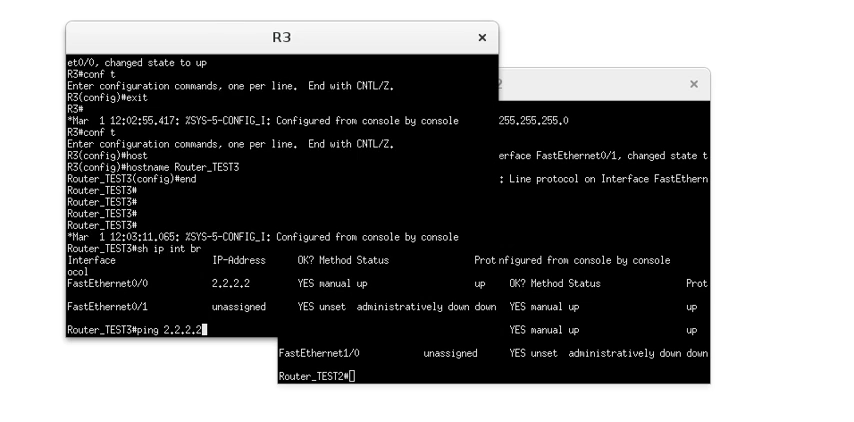 R3
et0/0, changed state to up
R3#conf t
Enter configuration commands, one per line.  End with CNTL/Z.
R3(config)#exit
R3#
*Mar  1 12:02:55.417: %SYS-5-CONFIG_I: Configured from console by console
R3#conf t
Enter configuration commands, one per line.  End with CNTL/Z.
R3(config)#host
R3(config)#hostname Router_TEST3
Router_TEST3(config)#end
Router_TEST3#
Router_TEST3#
Router_TEST3#
Router_TEST3#
*Mar  1 12:03:11.065: %SYS-5-CONFIG_I: Configured from console by console
Router_TEST3#sh ip int br
Interface                  IP-Address      OK? Method Status                Prot
ocol
FastEthernet0/0            2.2.2.2         YES manual up                    up
FastEthernet0/1            unassigned      YES unset  administratively down down
Router_TEST3#ping 2.2.2.2
2
255.255.255.0
erface FastEthernet0/1, changed state t
: Line protocol on Interface FastEthern
nfigured from console by console
OK? Method Status                Prot
YES manual up                    up
YES manual up                    up
FastEthernet1/0            unassigned      YES unset  administratively down down
Router_TEST2#